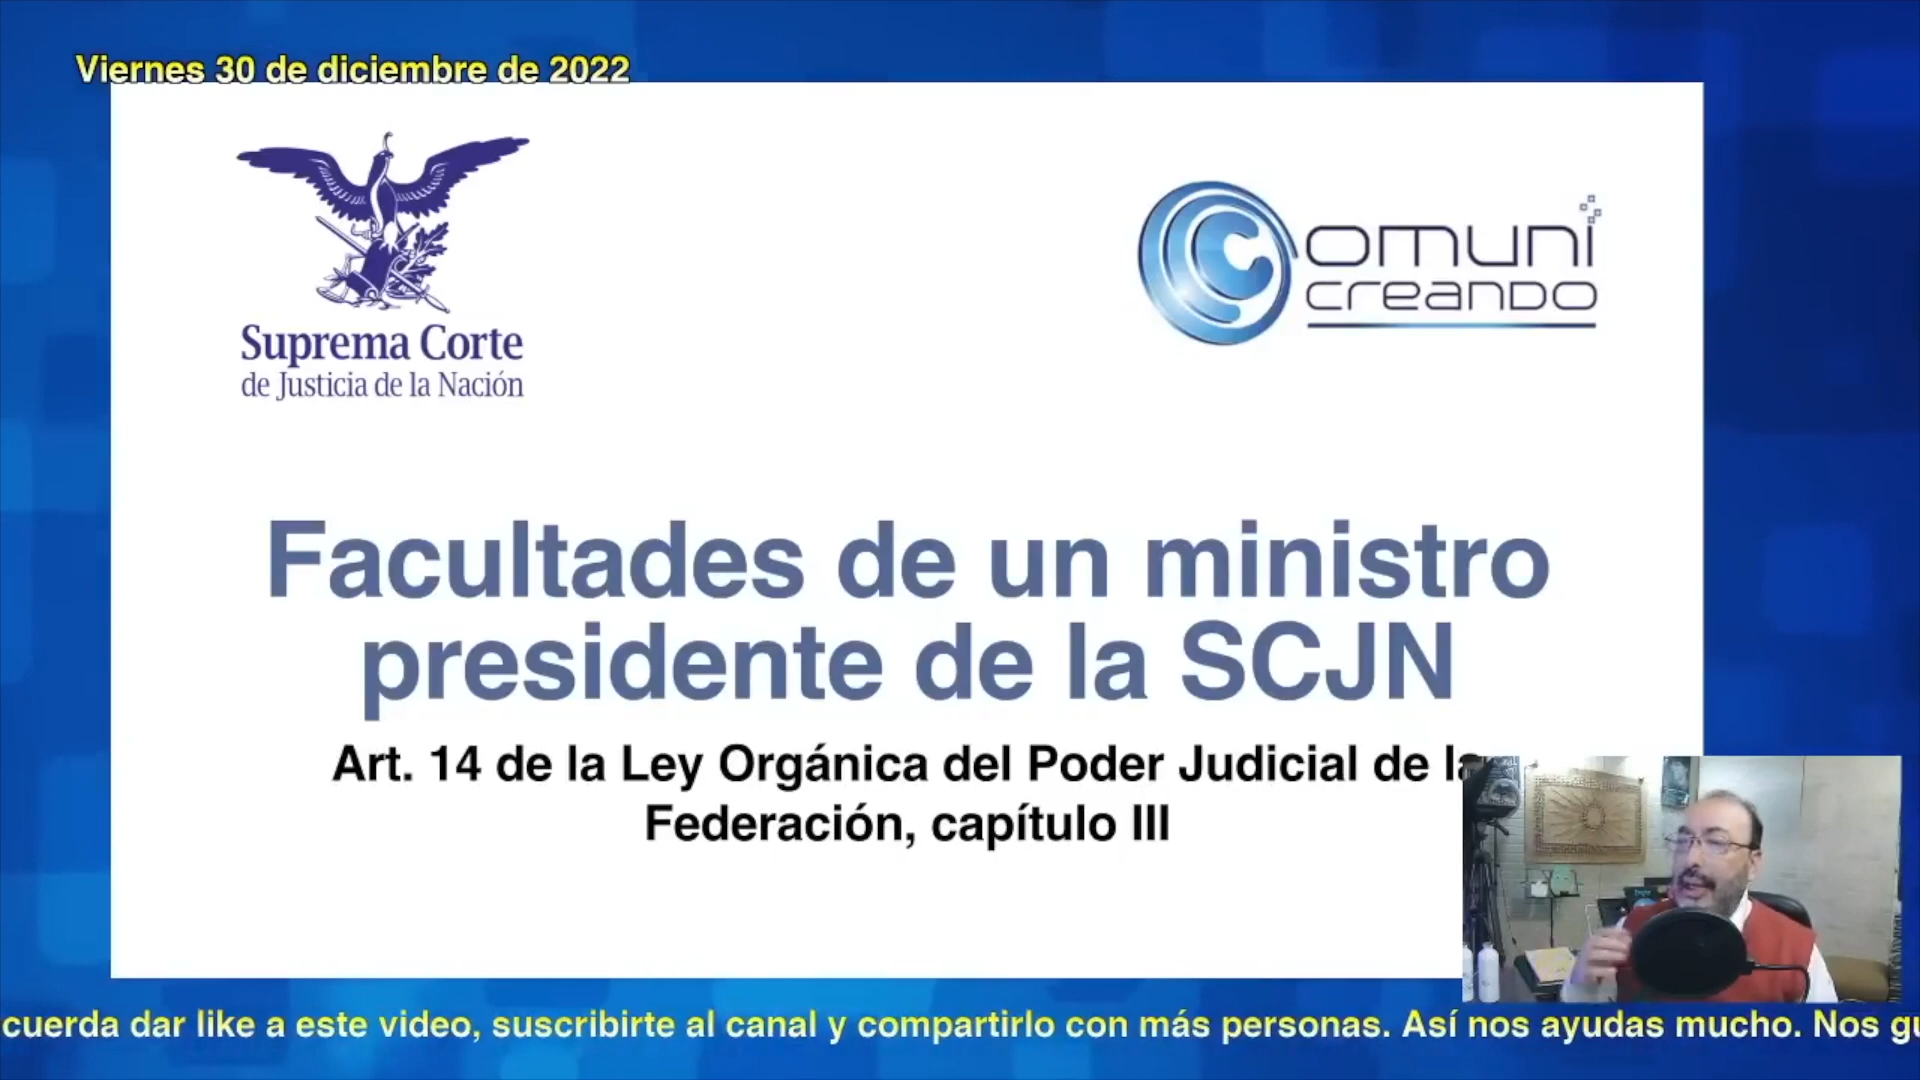 Viernes 30 de diciembre de 2022
Suprema Corte
de Justicia de la Nación
Comuni
creando
Facultades de un ministro
presidente de la SCJN
Art. 14 de la Ley Orgánica del Poder Judicial de la
Federación, capítulo III
cuerda dar like a este video, suscribirte al canal y compartirlo con más personas. Así nos ayudas mucho. Nos gu